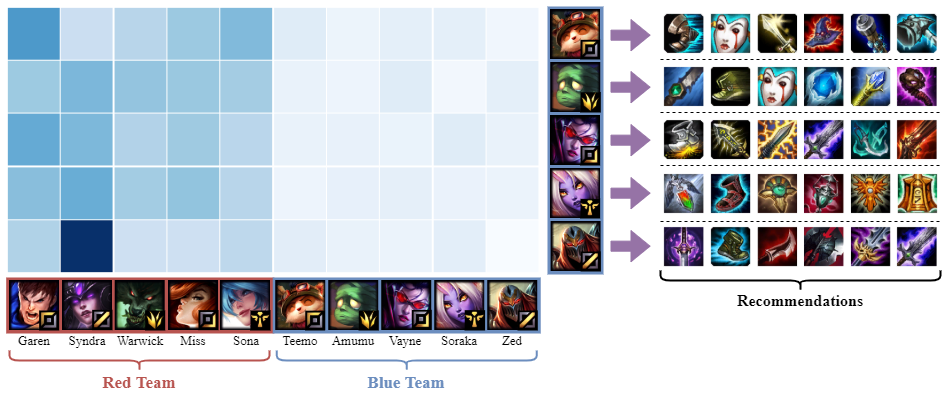 Recommendations
Garen Syndra Warwick Miss Sona Teemo Amumu Vayne Soraka Zed
Red Team Blue Team